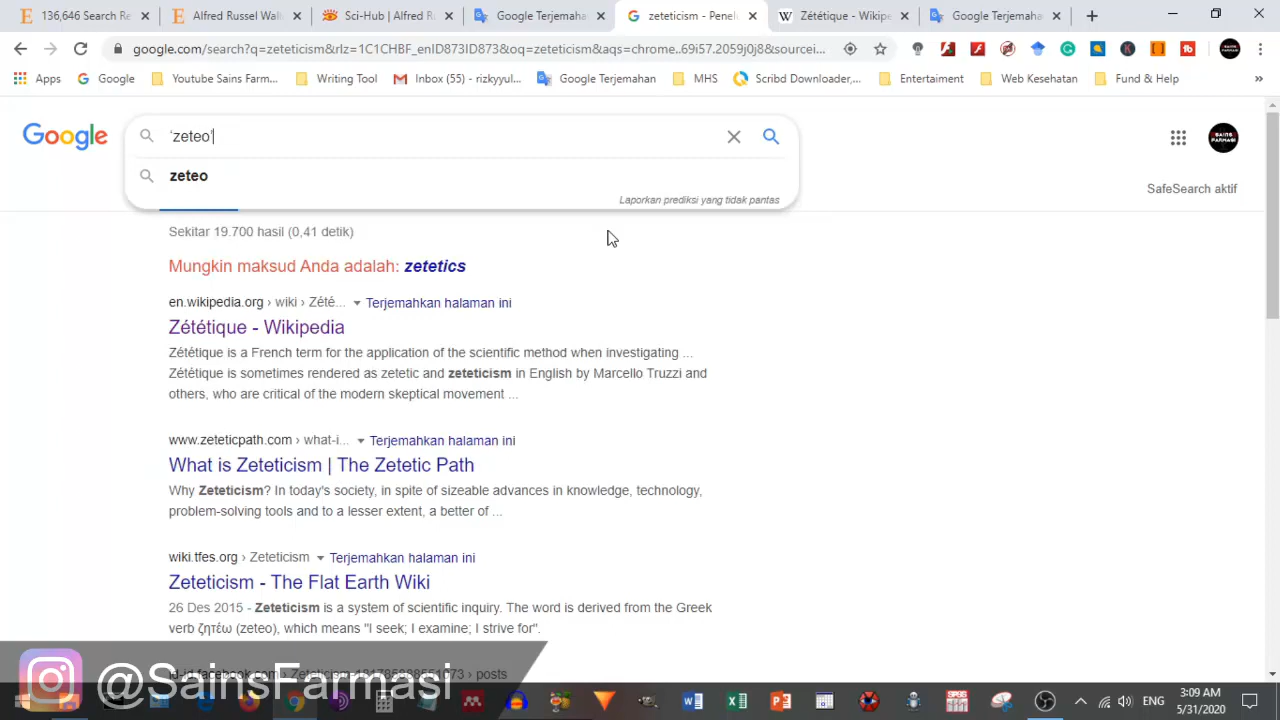 136,646 Search Re
Alfred Russel Wal
Sci-Hub | Alfred R
Google Terjemaha
zeteticism - Penel
Zététique - Wikipe
Google Terjemaha
google.com/search?q=zeteticism&rlz=1C1CHBF_enID873ID873&oq=zeteticism&aqs=chrome..69i57.2059j0j8&sourcei...
Apps
Google
Youtube Sains Farm...
Writing Tool
Inbox (55) - rizkyyul...
Google Terjemahan
MHS
Scribd Downloader,...
Entertaiment
Web Kesehatan
Fund & Help
»
Google
'zeteo'
zeteo
Laporkan prediksi yang tidak pantas
SAINS FARMASI
SafeSearch aktif
Sekitar 19.700 hasil (0,41 detik)
Mungkin maksud Anda adalah: zetetics
en.wikipedia.org › wiki › Zété... Terjemahkan halaman ini
Zététique - Wikipedia
Zététique is a French term for the application of the scientific method when investigating ...
Zététique is sometimes rendered as zetetic and zeteticism in English by Marcello Truzzi and
others, who are critical of the modern skeptical movement ...
www.zeteticpath.com › what-i... Terjemahkan halaman ini
What is Zeteticism | The Zetetic Path
Why Zeteticism? In today's society, in spite of sizeable advances in knowledge, technology,
problem-solving tools and to a lesser extent, a better of ...
wiki.tfes.org › Zeteticism Terjemahkan halaman ini
Zeteticism - The Flat Earth Wiki
26 Des 2015 - Zeteticism is a system of scientific inquiry. The word is derived from the Greek
verb ζητέω (zeteo), which means "I seek; I examine; I strive for".
› posts
@SainsFarmasi
SPSS
ENG
3:09 AM
5/31/2020